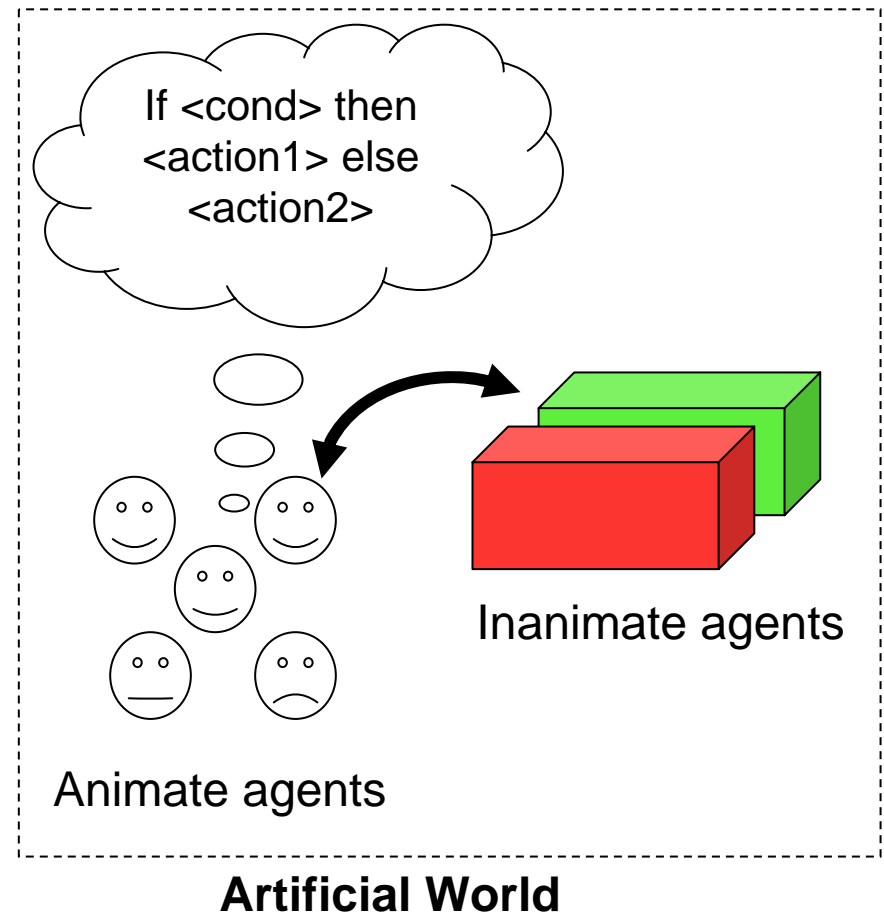 If <cond> then
<action1> else
<action2>
Inanimate agents
Animate agents
Artificial World